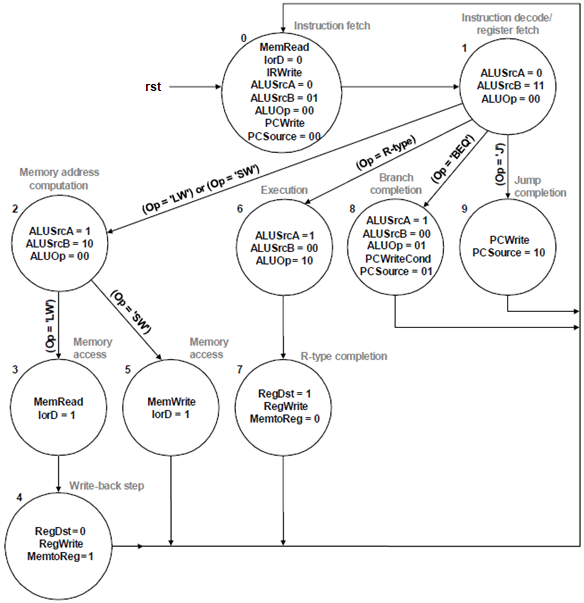 Instruction fetch
0
MemRead
IorD = 0
IRWrite
ALUSrcA = 0
ALUSrcB = 01
ALUOp = 00
PCWrite
PCSource = 00
rst
Instruction decode/
register fetch
1
ALUSrcA = 0
ALUSrcB = 11
ALUOp = 00
(Op = 'LW') or (Op = 'SW')
(Op = R-type)
(Op = 'BEQ')
(Op = 'J')
Memory address
computation
2
ALUSrcA = 1
ALUSrcB = 10
ALUOp = 00
Execution
6
ALUSrcA =1
ALUSrcB = 00
ALUOp= 10
Branch
completion
8
ALUSrcA = 1
ALUSrcB = 00
ALUOp = 01
PCWriteCond
PCSource = 01
Jump
completion
9
PCWrite
PCSource = 10
(Op = 'LW')
(Op = 'SW')
Memory
access
3
MemRead
IorD = 1
Memory
access
5
MemWrite
IorD = 1
R-type completion
7
RegDst = 1
RegWrite
MemtoReg = 0
Write-back step
4
RegDst= 0
RegWrite
MemtoReg= 1